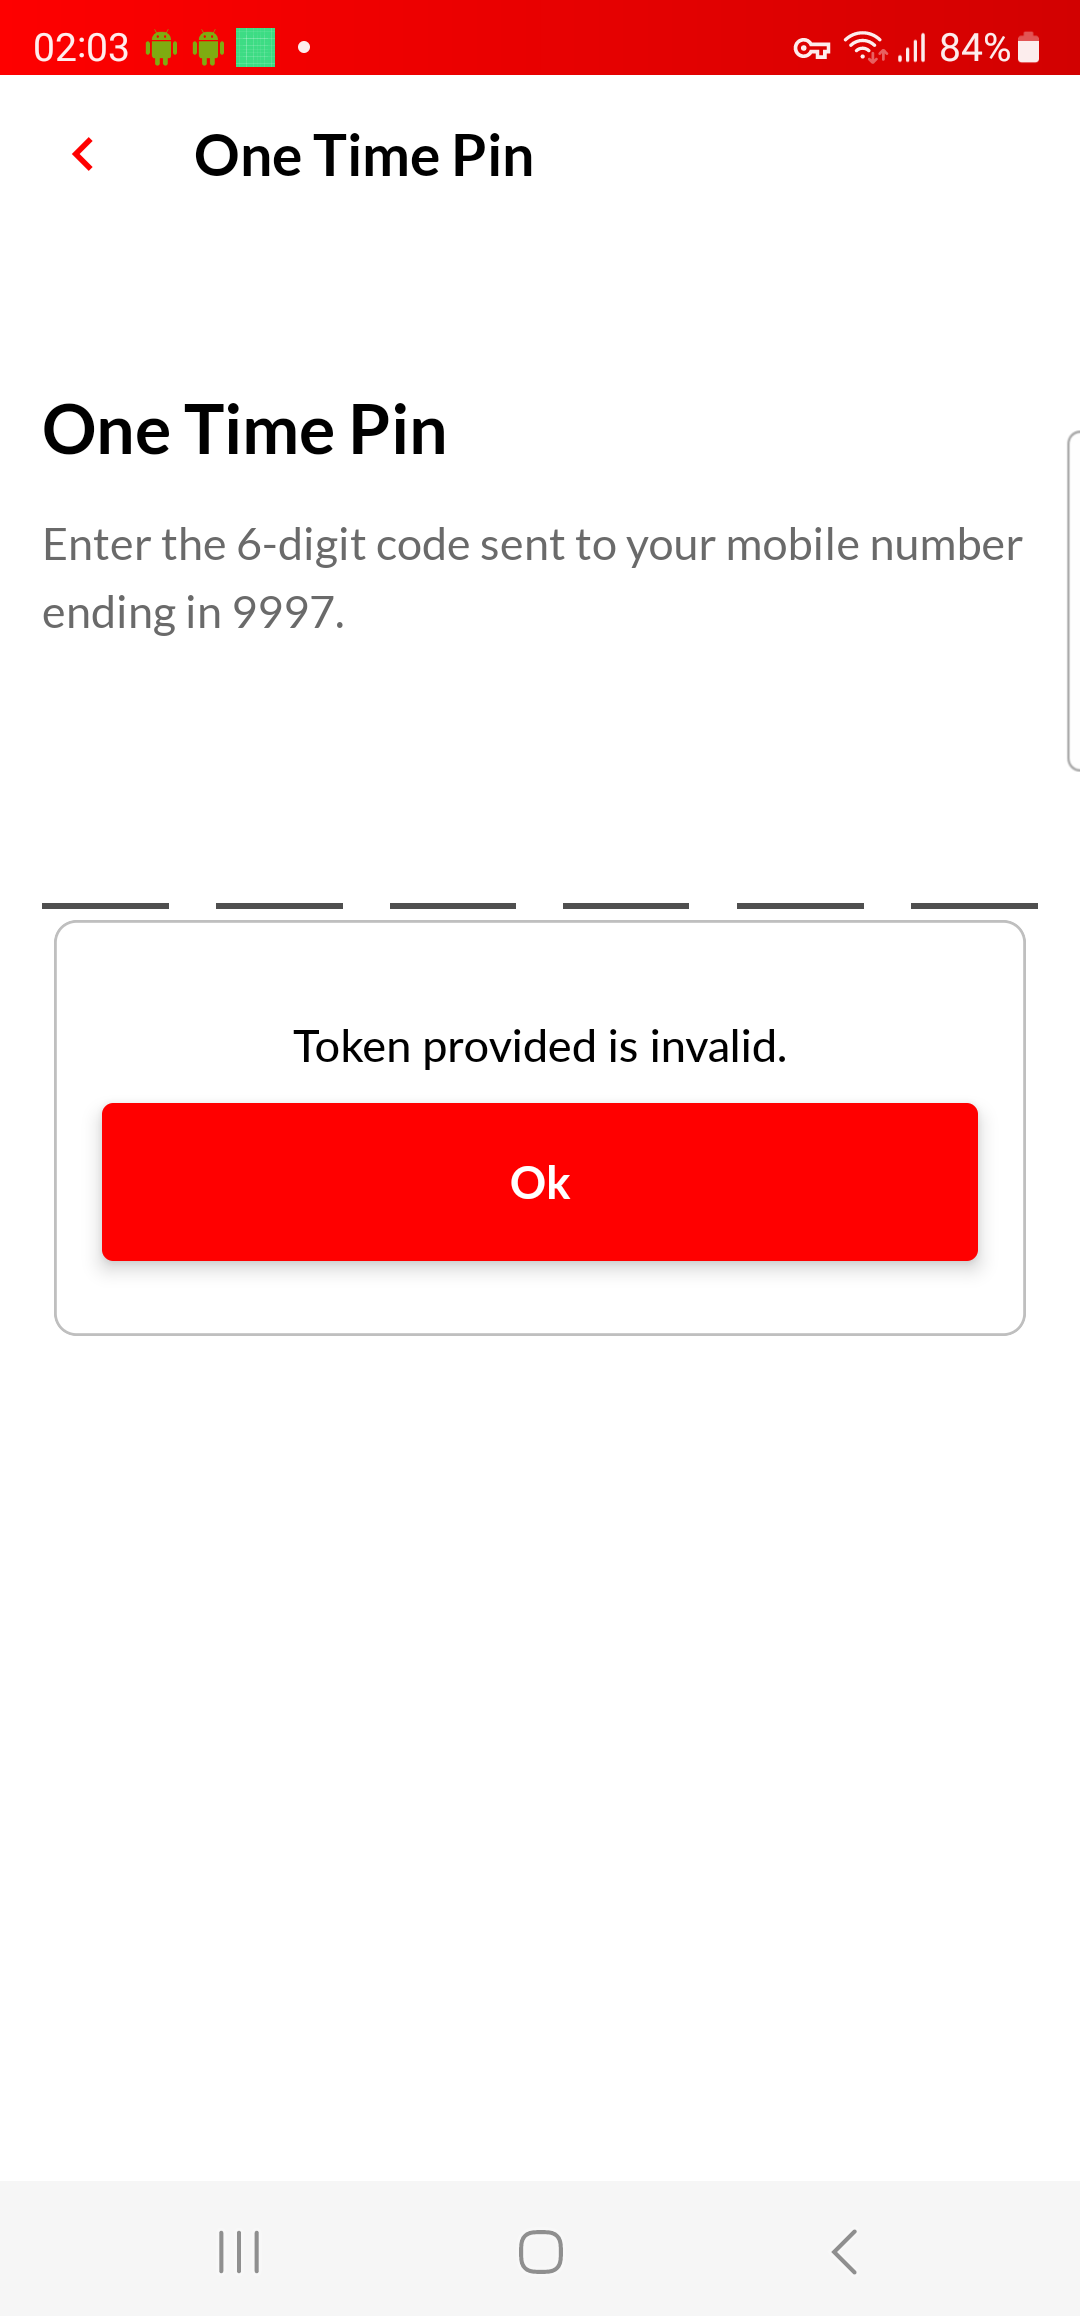 02:03
84%
One Time Pin
One Time Pin
Enter the 6-digit code sent to your mobile number
ending in 9997.
Token provided is invalid.
Ok